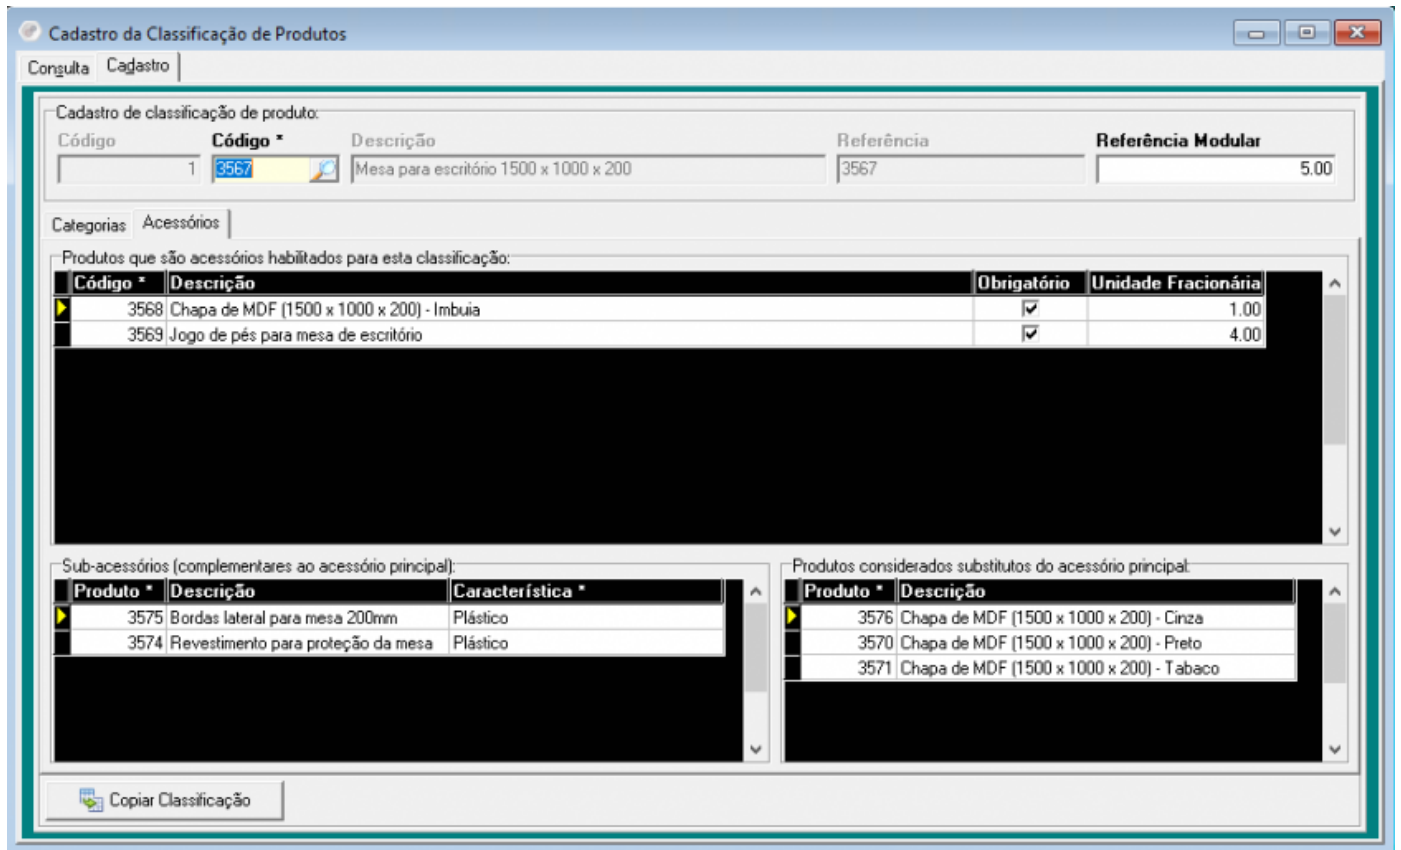 Cadastro da Classificação de Produtos
Consulta Cadastro
Cadastro de classificação de produto:
Código Código * Descrição Referência Referência Modular
1 3567 Mesa para escritório 1500 x 1000 x 200 3567 5.00
Categorias Acessórios
Produtos que são acessórios habilitados para esta classificação:
Código * Descrição Obrigatório Unidade Fracionária
3568 Chapa de MDF (1500 x 1000 x 200) - Imbuia 1.00
3569 Jogo de pés para mesa de escritório 4.00
Sub-acessórios (complementares ao acessório principal):
Produto * Descrição Característica *
3575 Bordas lateral para mesa 200mm Plástico
3574 Revestimento para proteção da mesa Plástico
Produtos considerados substitutos do acessório principal:
Produto * Descrição
3576 Chapa de MDF (1500 x 1000 x 200) - Cinza
3570 Chapa de MDF (1500 x 1000 x 200) - Preto
3571 Chapa de MDF (1500 x 1000 x 200) - Tabaco
Copiar Classificação